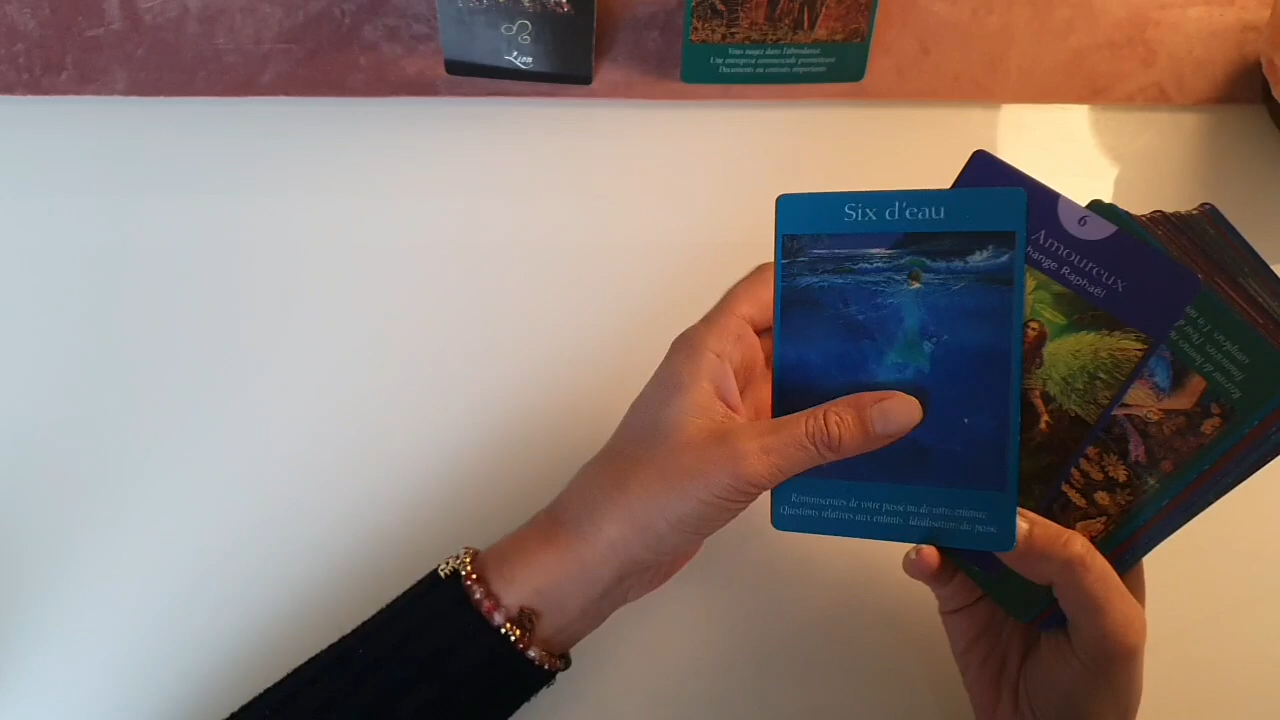 Lion
Vous nagez dans l'abondance.
Une entreprise commerciale prometteuse
Documents ou contrats importants
Six d'eau
Réminiscences de votre passé ou de votre enfance.
Questions relatives aux enfants. Idéalisation du passé.
6
Amoureux
hange Raphaël